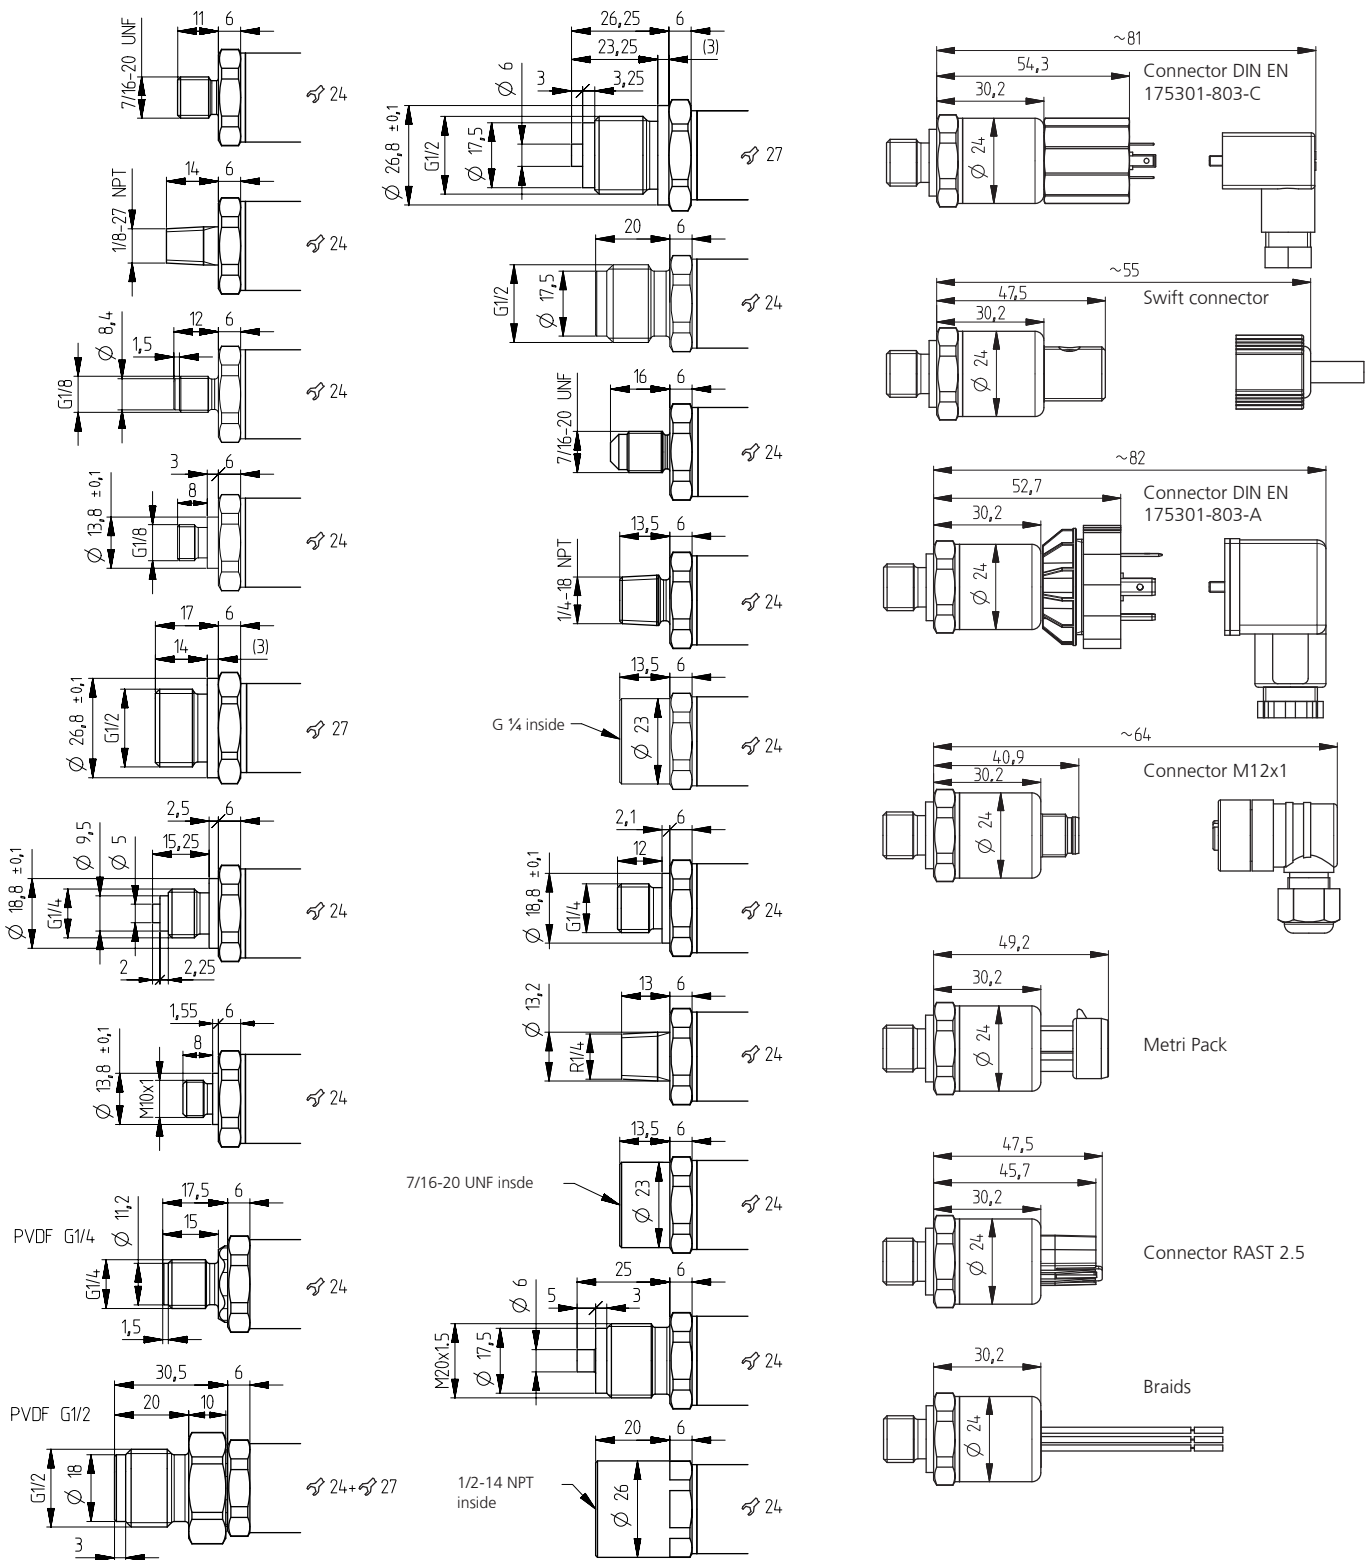 11 6
7/16-20 UNF
24
14 6
1/8-27 NPT
24
12 6
Ø 8,4
1,5
G1/8
24
3 6
8
Ø 13,8 ±0,1
G1/8
24
17 6
14 (3)
Ø 26,8 ±0,1
G1/2
27
2,5 6
15,25
Ø 9,5
Ø 5
Ø 18,8 ±0,1
G1/4
2 2,25
24
1,55 6
8
Ø 13,8 ±0,1
M10x1
24
17,5 6
15
Ø 11,2
PVDF G1/4
G1/4
1,5
24
30,5 6
20 10
PVDF G1/2
G1/2
Ø 18
3
24+ 27
26,25 6
23,25 (3)
Ø 6
3 3,25
Ø 26,8 ±0,1
G1/2
Ø 17,5
27
20 6
G1/2
Ø 17,5
24
16 6
7/16-20 UNF
24
13,5 6
1/4-18 NPT
24
13,5 6
G ¼ inside
Ø 23
24
2,1 6
12
Ø 18,8 ±0,1
G1/4
24
13 6
Ø 13,2
R1/4
24
13,5 6
7/16-20 UNF insde
Ø 23
24
25 6
Ø 6
5 3
M20x1.5
Ø 17,5
24
20 6
1/2-14 NPT
inside
Ø 26
24
~81
54,3
30,2
Connector DIN EN
175301-803-C
Ø 24
~55
47,5
30,2
Swift connector
Ø 24
~82
52,7
30,2
Connector DIN EN
175301-803-A
Ø 24
~64
40,9
30,2
Connector M12x1
Ø 24
49,2
30,2
Ø 24
Metri Pack
47,5
45,7
30,2
Ø 24
Connector RAST 2.5
30,2
Braids
Ø 24